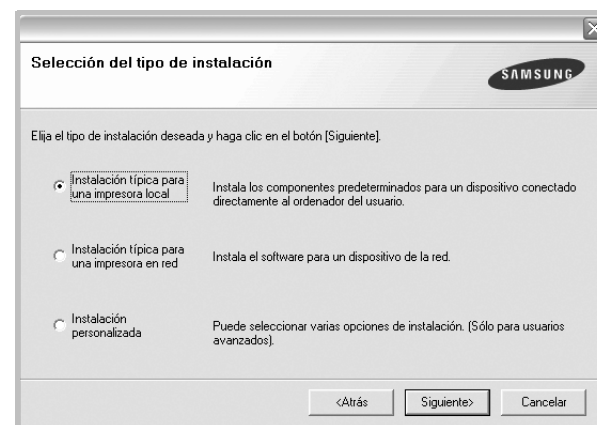 Selección del tipo de instalación
SAMSUNG
Elija el tipo de instalación deseada y haga clic en el botón [Siguiente].
Instalación típica para
una impresora local
Instala los componentes predeterminados para un dispositivo conectado
directamente al ordenador del usuario.
Instalación típica para
una impresora en red
Instala el software para un dispositivo de la red.
Instalación
personalizada
Puede seleccionar varias opciones de instalación. (Sólo para usuarios
avanzados).
<Atrás
Siguiente>
Cancelar